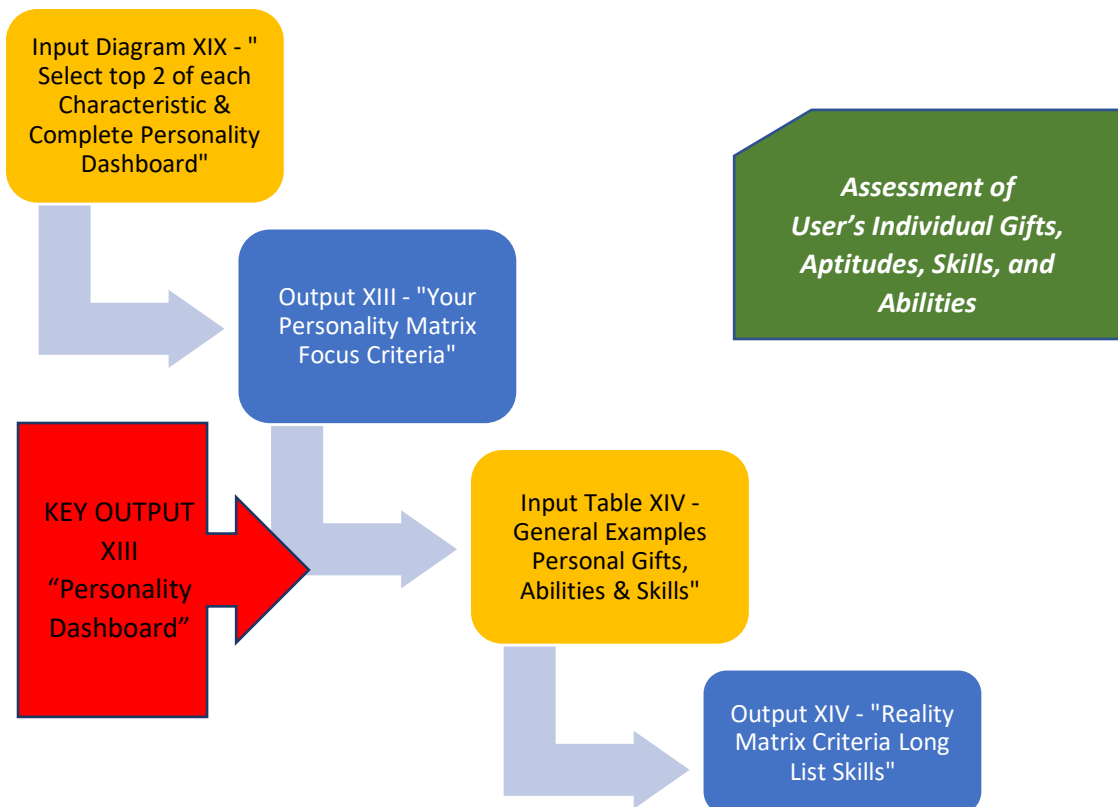 Input Diagram XIX - "
Select top 2 of each
Characteristic &
Complete Personality
Dashboard"
Assessment of
User's Individual Gifts,
Aptitudes, Skills, and
Abilities
Output XIII - "Your
Personality Matrix
Focus Criteria"
KEY OUTPUT
XIII
“Personality
Dashboard”
Input Table XIV -
General Examples
Personal Gifts,
Abilities & Skills"
Output XIV - "Reality
Matrix Criteria Long
List Skills"